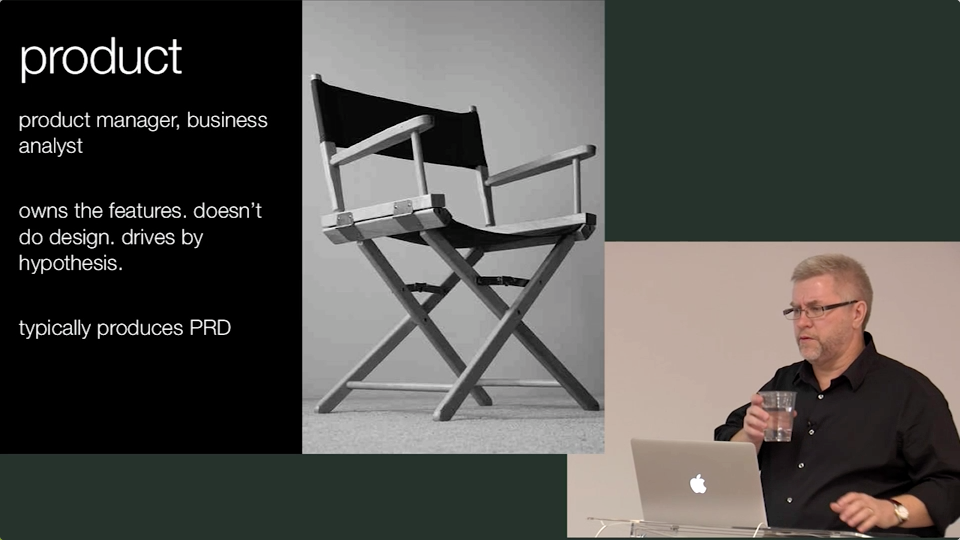 product
product manager, business
analyst
owns the features. doesn't
do design. drives by
hypothesis.
typically produces PRD